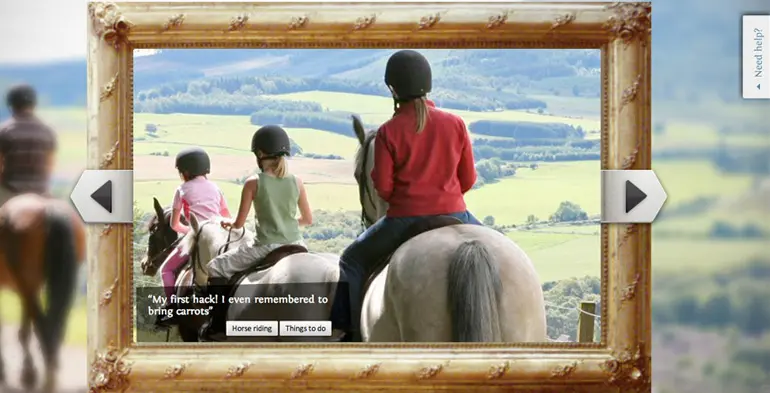 Need help?
“My first hack! I even remembered to
bring carrots”
Horse riding
Things to do